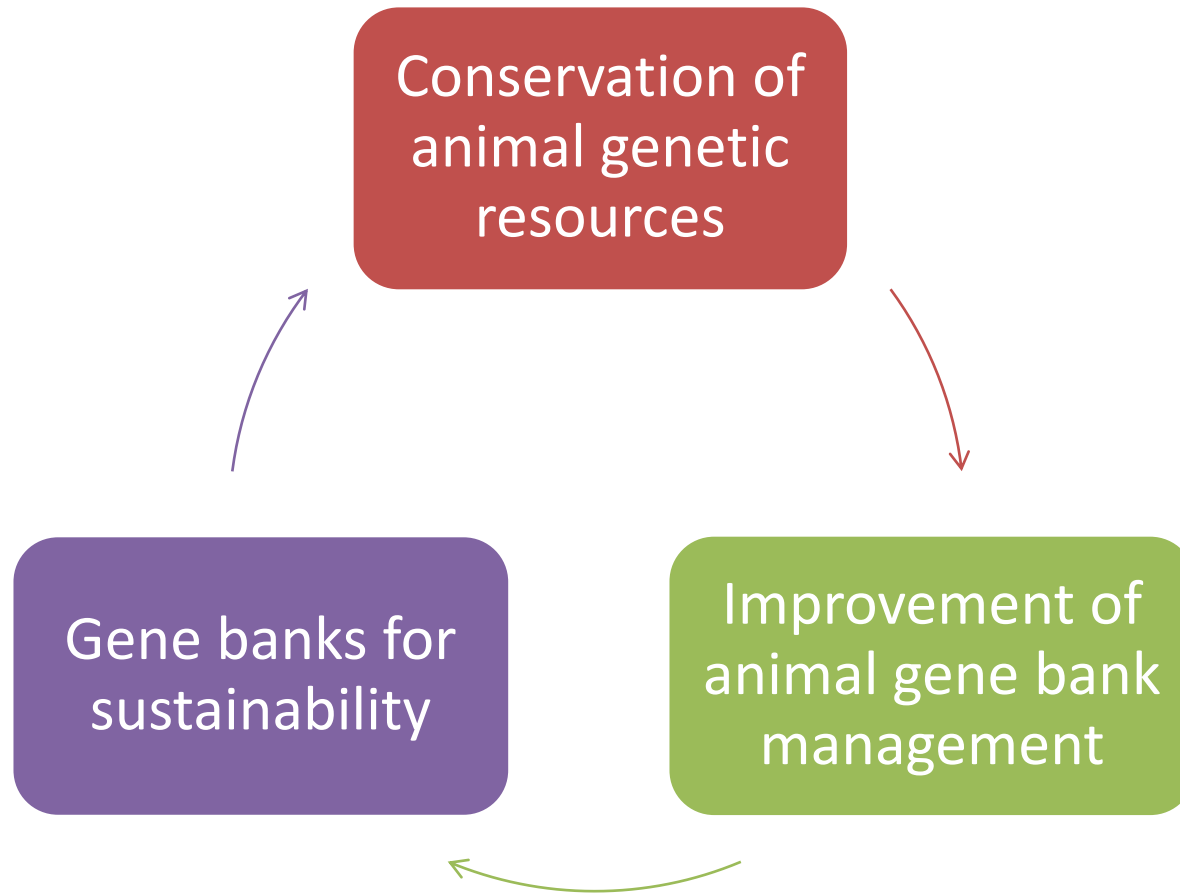 Conservation of
animal genetic
resources
Gene banks for
sustainability
Improvement of
animal gene bank
management